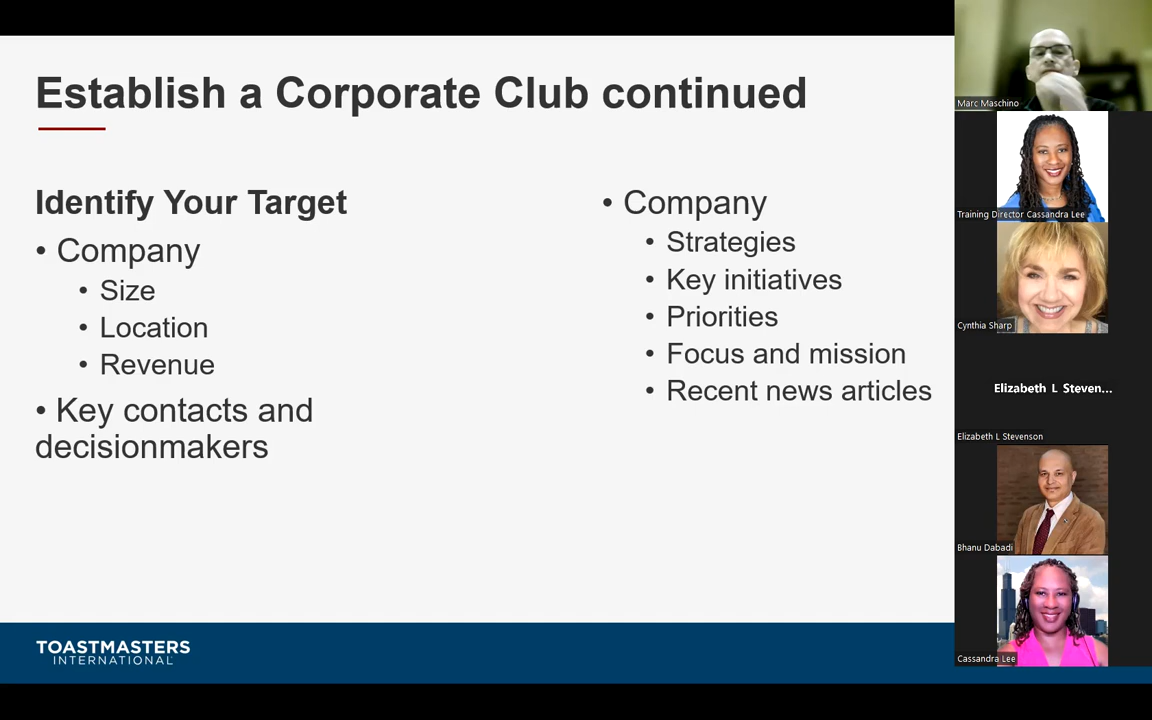 Establish a Corporate Club continued
Identify Your Target
• Company
• Size
• Location
• Revenue
• Key contacts and
decisionmakers
• Company
• Strategies
• Key initiatives
• Priorities
• Focus and mission
• Recent news articles
TOASTMASTERS
INTERNATIONAL
Marc Maschino
Training Director Cassandra Lee
Cynthia Sharp
Elizabeth L Steven...
Elizabeth L Stevenson
Bhanu Dabadi
Cassandra Lee